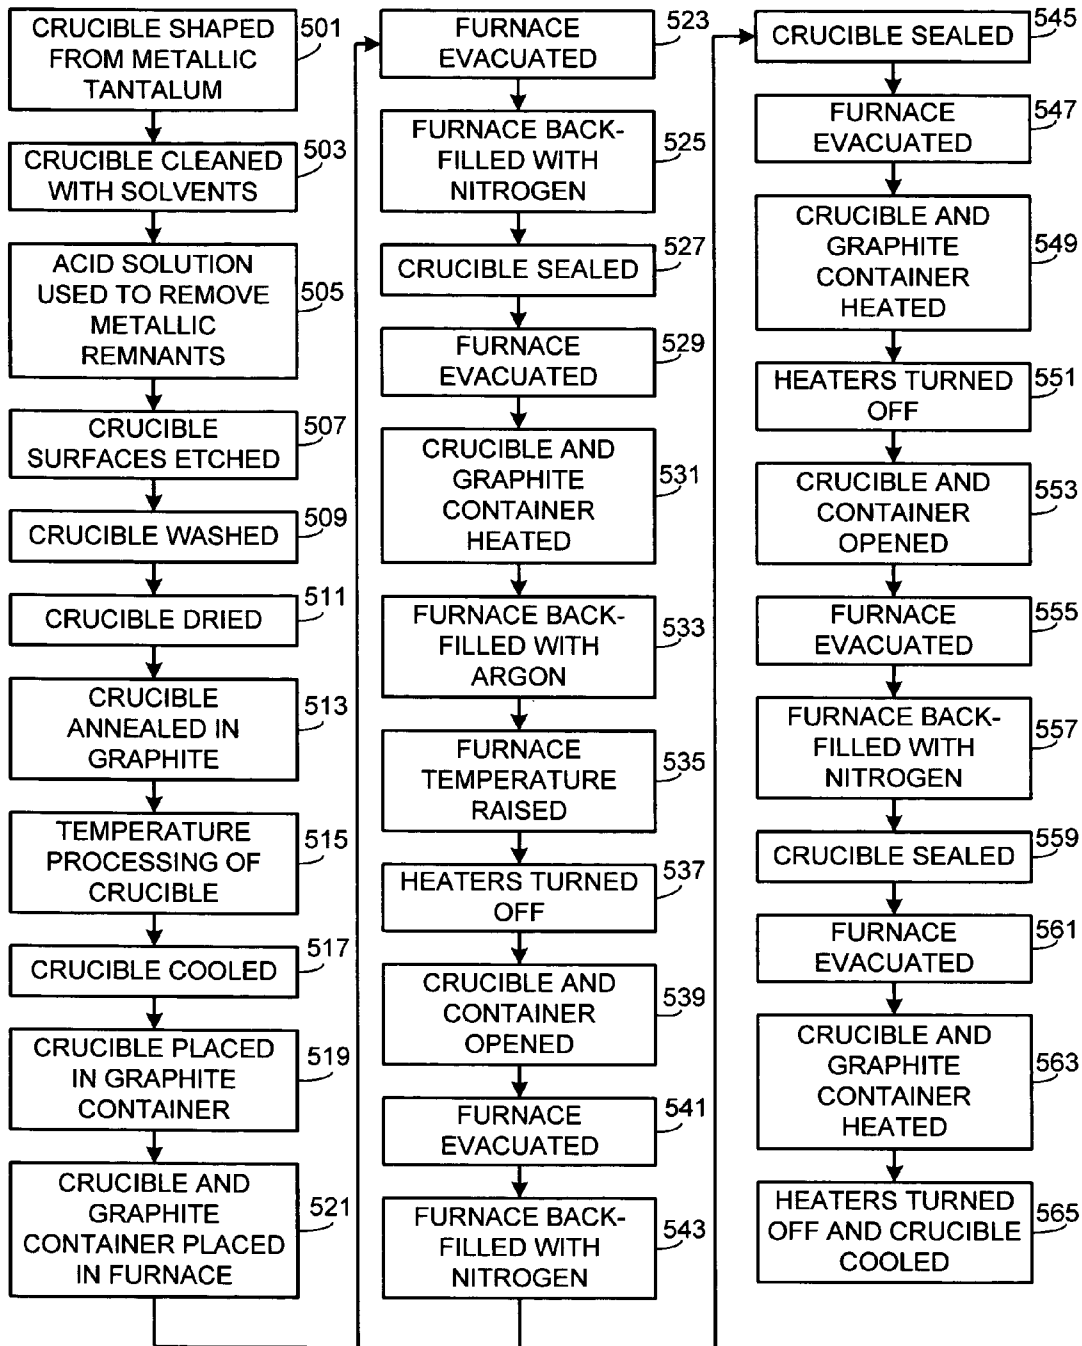 CRUCIBLE SHAPED
FROM METALLIC
TANTALUM
501
CRUCIBLE CLEANED
WITH SOLVENTS
503
ACID SOLUTION
USED TO REMOVE
METALLIC
REMNANTS
505
CRUCIBLE
SURFACES ETCHED
507
CRUCIBLE WASHED
509
CRUCIBLE DRIED
511
CRUCIBLE
ANNEALED IN
GRAPHITE
513
TEMPERATURE
PROCESSING OF
CRUCIBLE
515
CRUCIBLE COOLED
517
CRUCIBLE PLACED
IN GRAPHITE
CONTAINER
519
CRUCIBLE AND
GRAPHITE
CONTAINER PLACED
IN FURNACE
521
FURNACE
EVACUATED
523
FURNACE BACK-
FILLED WITH
NITROGEN
525
CRUCIBLE SEALED
527
FURNACE
EVACUATED
529
CRUCIBLE AND
GRAPHITE
CONTAINER
HEATED
531
FURNACE BACK-
FILLED WITH
ARGON
533
FURNACE
TEMPERATURE
RAISED
535
HEATERS TURNED
OFF
537
CRUCIBLE AND
CONTAINER
OPENED
539
FURNACE
EVACUATED
541
FURNACE BACK-
FILLED WITH
NITROGEN
543
CRUCIBLE SEALED
545
FURNACE
EVACUATED
547
CRUCIBLE AND
GRAPHITE
CONTAINER
HEATED
549
HEATERS TURNED
OFF
551
CRUCIBLE AND
CONTAINER
OPENED
553
FURNACE
EVACUATED
555
FURNACE BACK-
FILLED WITH
NITROGEN
557
CRUCIBLE SEALED
559
FURNACE
EVACUATED
561
CRUCIBLE AND
GRAPHITE
CONTAINER
HEATED
563
HEATERS TURNED
OFF AND CRUCIBLE
COOLED
565